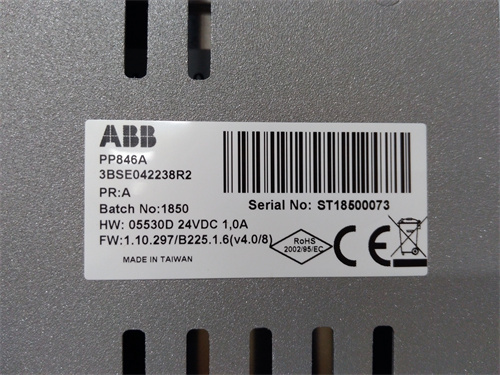 ABB
PP846A
3BSE042238R2
PR:A
Batch No:1850
Serial No: ST18500073
HW: 05530D 24VDC 1,0A
FW:1.10.297/B225.1.6(v4.0/8)
RoHS
2002/95/EC
CE
MADE IN TAIWAN